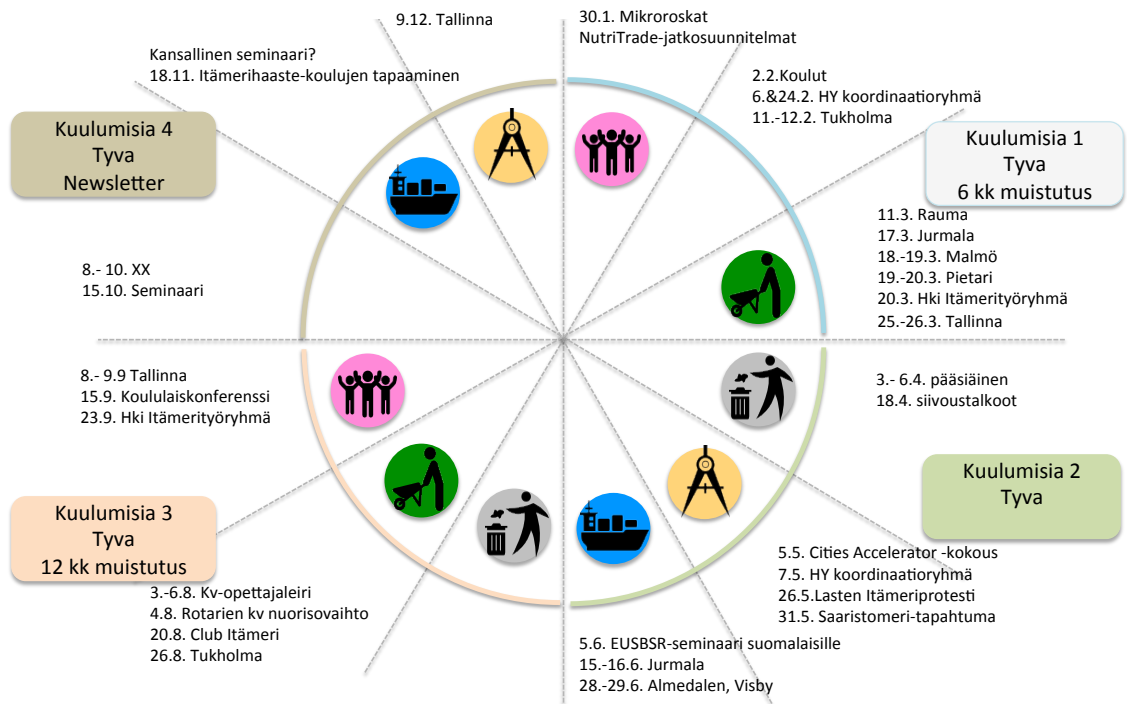 9.12. Tallinna
30.1. Mikroroskat
NutriTrade-jatkosuunnitelmat
Kansallinen seminaari?
18.11. Itämerihaaste-koulujen tapaaminen
2.2.Koulut
6.&24.2. HY koordinaatioryhmä
11.-12.2. Tukholma
Kuulumisia 4
Tyva
Newsletter
Kuulumisia 1
Tyva
6 kk muistutus
11.3. Rauma
17.3. Jurmala
18.-19.3. Malmö
19.-20.3. Pietari
20.3. Hki Itämerityöryhmä
25.-26.3. Tallinna
8.- 10. XX
15.10. Seminaari
8.- 9.9 Tallinna
15.9. Koululaiskonferenssi
23.9. Hki Itämerityöryhmä
3.- 6.4. pääsiäinen
18.4. siivoustalkoot
Kuulumisia 2
Tyva
Kuulumisia 3
Tyva
12 kk muistutus
5.5. Cities Accelerator -kokous
7.5. HY koordinaatioryhmä
26.5.Lasten Itämeriprotesti
31.5. Saaristomeri-tapahtuma
3.-6.8. Kv-opettajaleiri
4.8. Rotarien kv nuorisovaihto
20.8. Club Itämeri
26.8. Tukholma
5.6. EUSBSR-seminaari suomalaisille
15.-16.6. Jurmala
28.-29.6. Almedalen, Visby